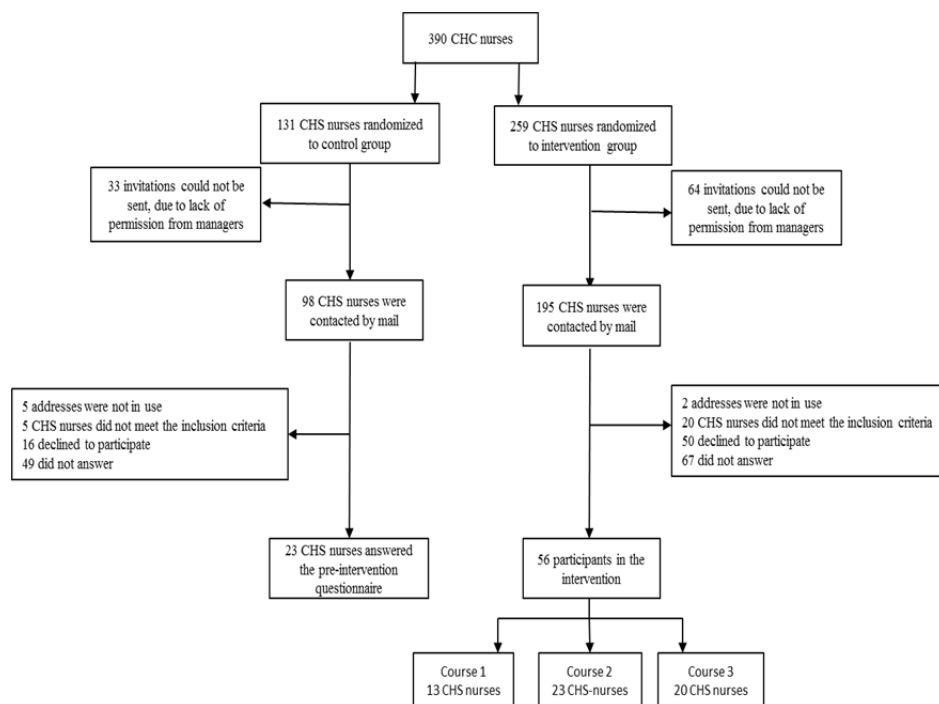 390 CHC nurses
131 CHS nurses randomized
to control group
259 CHS nurses randomized
to intervention group
33 invitations could not be
sent, due to lack of
permission from managers
64 invitations could not be
sent, due to lack of
permission from managers
98 CHS nurses were
contacted by mail
195 CHS nurses were
contacted by mail
5 addresses were not in use
5 CHS nurses did not meet the inclusion criteria
16 declined to participate
49 did not answer
2 addresses were not in use
20 CHS nurses did not meet the inclusion criteria
50 declined to participate
67 did not answer
23 CHS nurses answered
the pre-intervention
questionnaire
56 participants in the
intervention
Course 1
13 CHS nurses
Course 2
23 CHS-nurses
Course 3
20 CHS nurses